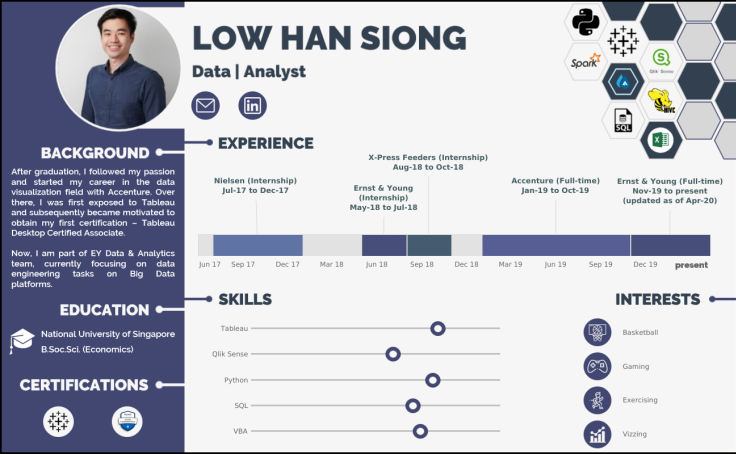 LOW HAN SIONG
Data | Analyst
Spark
Qlik Sense
HIVE
SQL
BACKGROUND
After graduation, I followed my passion
and started my career in the data
visualization field with Accenture. Over
there, I was first exposed to Tableau
and subsequently became motivated to
obtain my first certification – Tableau
Desktop Certified Associate.
Now, I am part of EY Data & Analytics
team, currently focusing on data
engineering tasks on Big Data
platforms.
EDUCATION
National University of Singapore
B.Soc.Sci. (Economics)
CERTIFICATIONS
EXPERIENCE
Nielsen (Internship)
Jul-17 to Dec-17
Ernst & Young
(Internship)
May-18 to Jul-18
X-Press Feeders (Internship)
Aug-18 to Oct-18
Accenture (Full-time)
Jan-19 to Oct-19
Ernst & Young (Full-time)
Nov-19 to present
(updated as of Apr-20)
Jun 17 Sep 17 Dec 17 Mar 18 Jun 18 Sep 18 Dec 18 Mar 19 Jun 19 Sep 19 Dec 19 present
SKILLS
Tableau
Qlik Sense
Python
SQL
VBA
INTERESTS
Basketball
Gaming
Exercising
Vizzing